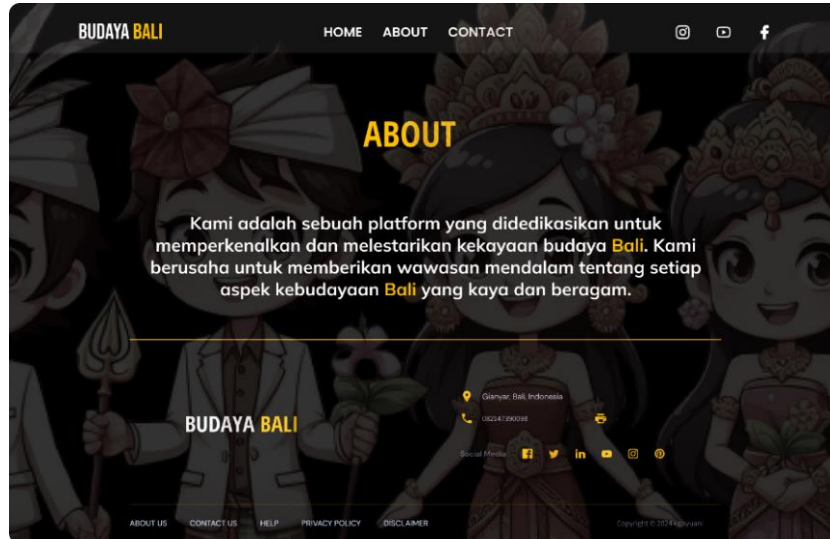 BUDAYA BALI
HOME ABOUT CONTACT
ABOUT
Kami adalah sebuah platform yang didedikasikan untuk
memperkenalkan dan melestarikan kekayaan budaya Bali. Kami
berusaha untuk memberikan wawasan mendalam tentang setiap
aspek kebudayaan Bali yang kaya dan beragam.
BUDAYA BALI
Gianyar, Bali, Indonesia
Social Media
ABOUT US CONTACT US HELP PRIVACY POLICY DISCLAIMER
Copyright © 2024